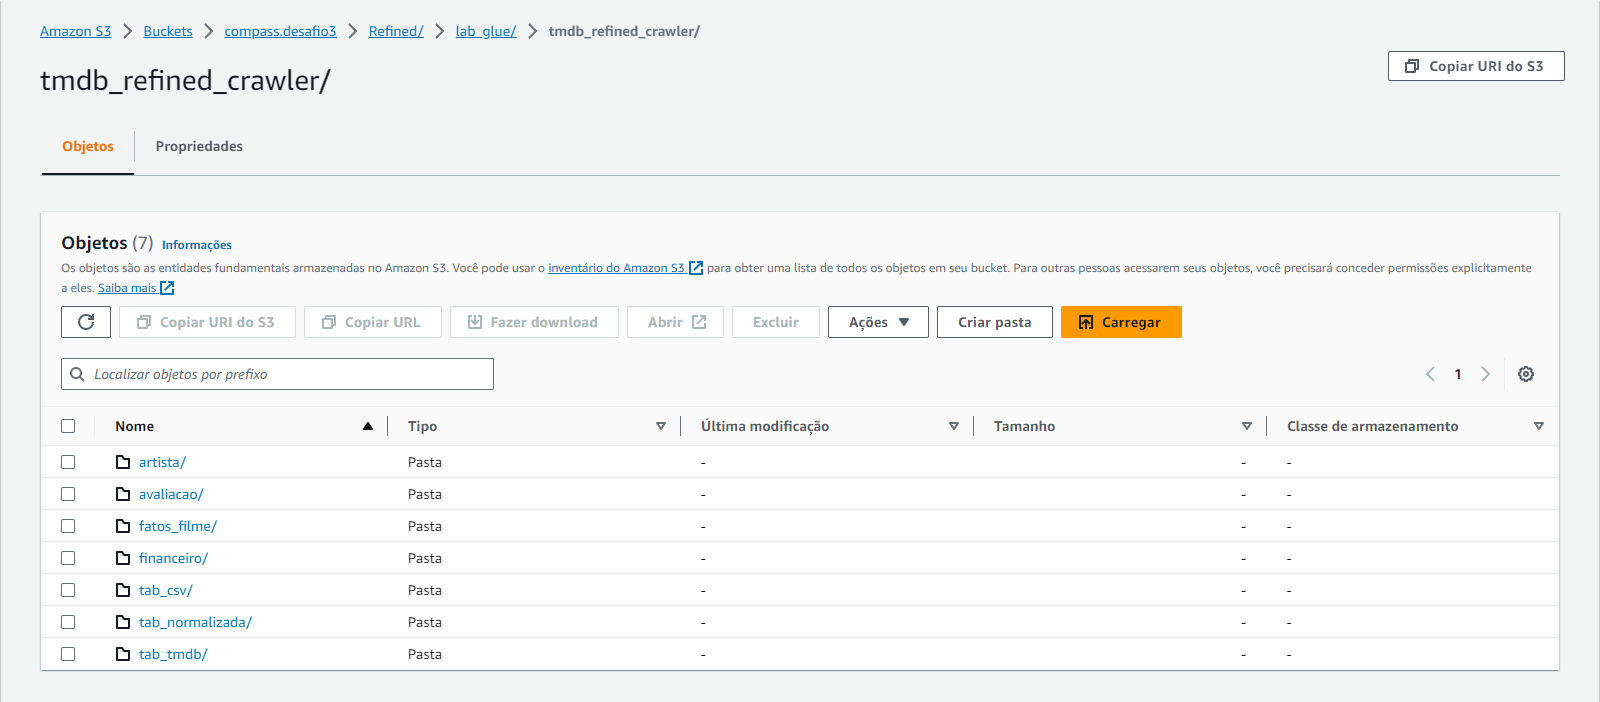 Amazon S3 > Buckets > compass.desafio3 > Refined/ > lab_glue/ > tmdb_refined_crawler/
tmdb_refined_crawler/
Copiar URI do S3
Objetos Propriedades
Objetos (7) Informações
Os objetos são as entidades fundamentais armazenadas no Amazon S3. Você pode usar o inventário do Amazon S3 para obter uma lista de todos os objetos em seu bucket. Para outras pessoas acessarem seus objetos, você precisará conceder permissões explicitamente
a eles. Saiba mais
Copiar URI do S3 Copiar URL Fazer download Abrir Excluir Ações Criar pasta Carregar
Localizar objetos por prefixo
1
Nome Tipo Última modificação Tamanho Classe de armazenamento
artista/ Pasta - - -
avaliacao/ Pasta - - -
fatos_filme/ Pasta - - -
financeiro/ Pasta - - -
tab_csv/ Pasta - - -
tab_normalizada/ Pasta - - -
tab_tmdb/ Pasta - - -